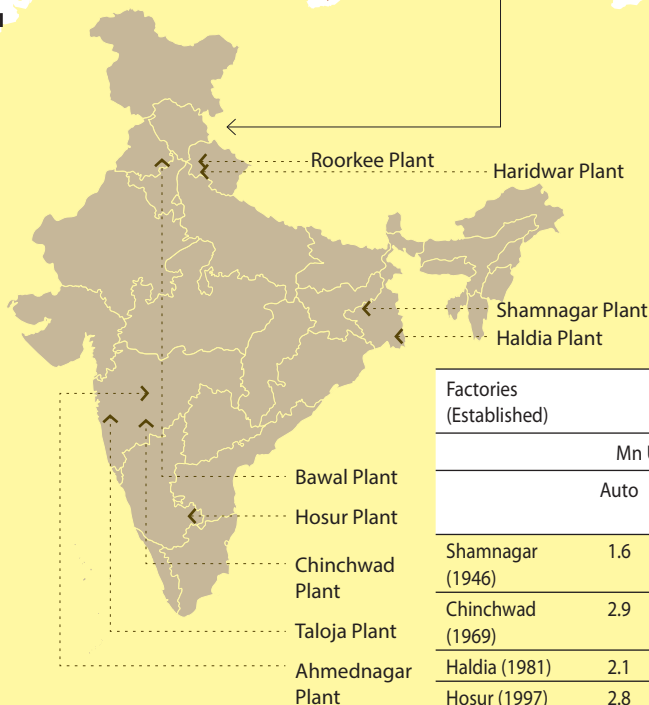 Roorkee Plant
Haridwar Plant
Shamnagar Plant
Haldia Plant
Bawal Plant
Hosur Plant
Chinchwad
Plant
Taloja Plant
Ahmednagar
Plant
Factories
(Established)
Mn
Auto
Shamnagar 1.6
(1946)
Chinchwad 2.9
(1969)
Haldia (1981) 2.1
Hosur (1997) 2.8